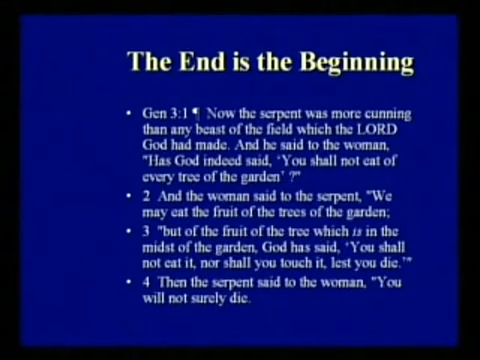 The End is the Beginning
• Gen 3:1 ¶ Now the serpent was more cunning
than any beast of the field which the LORD
God had made. And he said to the woman,
"Has God indeed said, ‘You shall not eat of
every tree of the garden’ ?"
• 2 And the woman said to the serpent, "We
may eat the fruit of the trees of the garden;
• 3 "but of the fruit of the tree which is in the
midst of the garden, God has said, ‘You shall
not eat it, nor shall you touch it, lest you die.’"
• 4 Then the serpent said to the woman, "You
will not surely die.